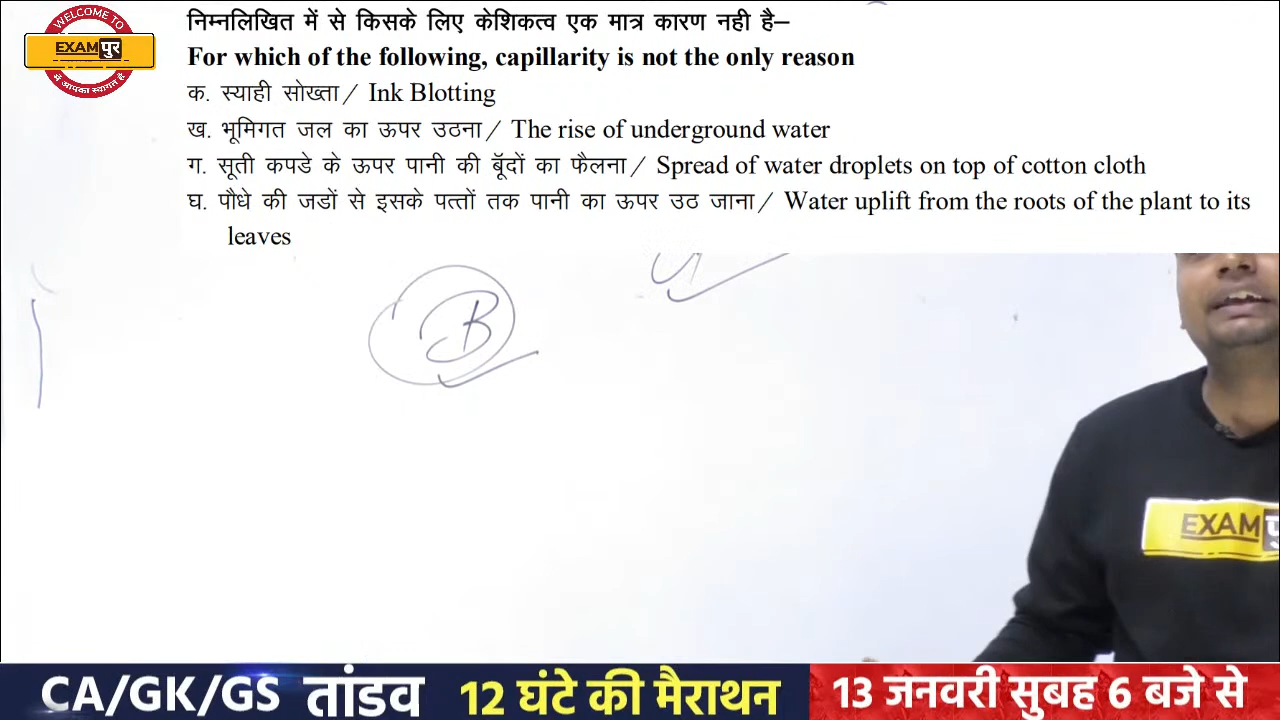 WELCOME TO
EXAMपुर
में आपका स्वागत है
निम्नलिखित में से किसके लिए केशिकत्व एक मात्र कारण नही है–
For which of the following, capillarity is not the only reason
क. स्याही सोख्ता/ Ink Blotting
ख. भूमिगत जल का ऊपर उठना/ The rise of underground water
ग. सूती कपडे के ऊपर पानी की बूँदों का फैलना/ Spread of water droplets on top of cotton cloth
घ. पौधे की जडों से इसके पत्तों तक पानी का ऊपर उठ जाना/ Water uplift from the roots of the plant to its
leaves
B
EXAMपु
CA/GK/GS तांडव 12 घंटे की मैराथन 13 जनवरी सुबह 6 बजे से